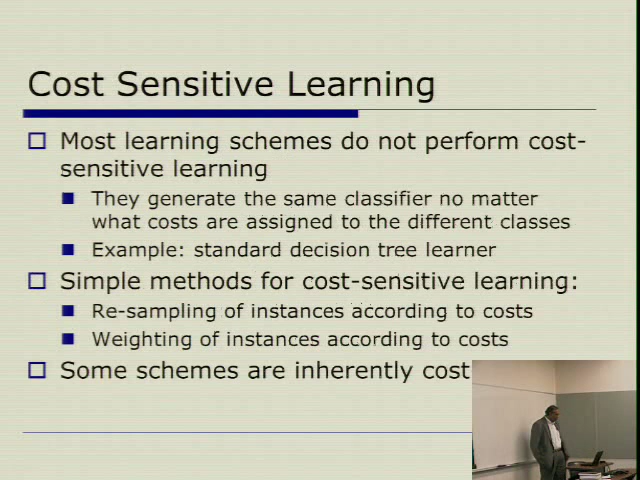 Cost Sensitive Learning
Most learning schemes do not perform cost-
sensitive learning
They generate the same classifier no matter
what costs are assigned to the different classes
Example: standard decision tree learner
Simple methods for cost-sensitive learning:
Re-sampling of instances according to costs
Weighting of instances according to costs
Some schemes are inherently cost